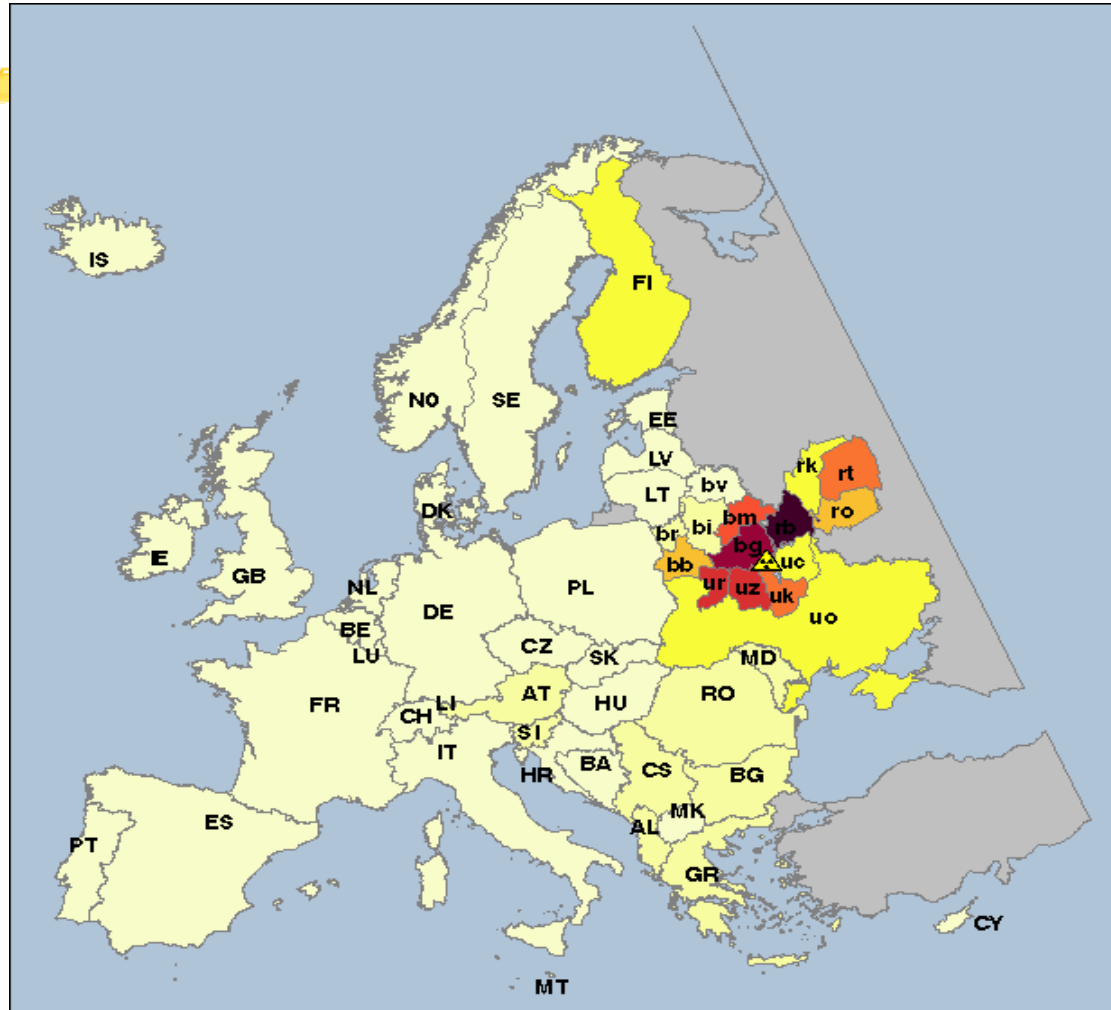 IS
FI
NO
SE
EE
rk
rt
LV
bv
LT
DK
bm
ro
rb
br
bi
bg
IE
GB
bb
uc
NL
ur
uz
uk
PL
DE
uo
BE
CZ
LU
SK
MD
AT
RO
FR
LI
HU
CH
SI
IT
BA
CS
BG
HR
MK
ES
AL
PT
GR
CY
MT